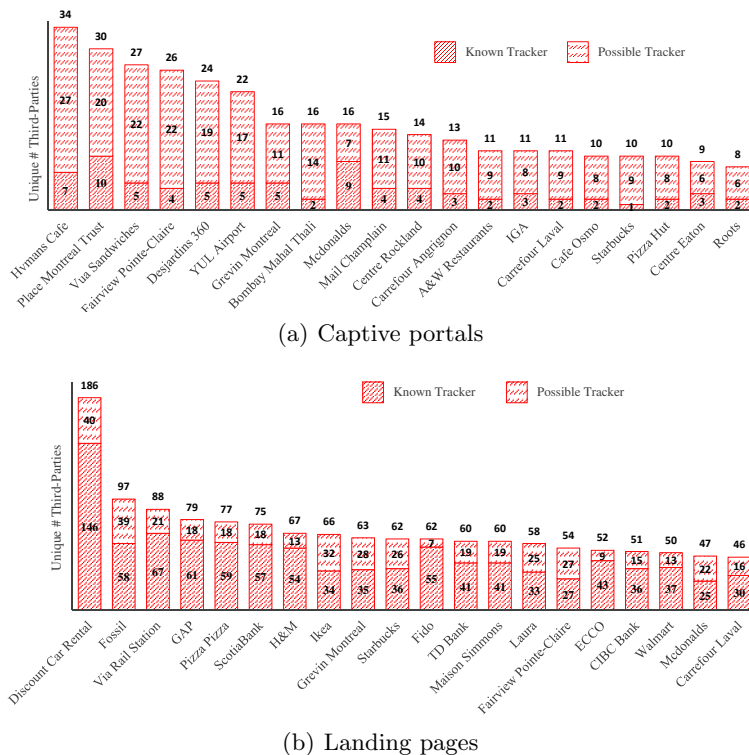 34 30 27 26 24 22 16 16 16 15 14 13 11 11 11 10 10 10 9 8
Known Tracker Possible Tracker
Unique # Third-Parties
27 20 22 22 19 17 11 14 7 11 10 10 9 8 9 8 9 8 6 6
7 10 5 4 5 5 5 2 9 4 4 3 2 3 2 2 1 2 3 2
Hvmans Cafe
Place Montreal Trust
Vua Sandwiches
Fairview Pointe-Claire
Desjardins 360
YUL Airport
Grevin Montreal
Bombay Mahal Thali
Mcdonalds
Mail Champlain
Centre Rockland
Carrefour Angrignon
A&W Restaurants
IGA
Carrefour Laval
Cafe Osmo
Starbucks
Pizza Hut
Centre Eaton
Roots
(a) Captive portals
186 97 88 79 77 75 67 66 63 62 62 60 60 58 54 52 51 50 47 46
Known Tracker Possible Tracker
Unique # Third-Parties
40 39 21 18 18 18 13 32 28 26 7 19 19 25 27 9 15 13 22 16
146 58 67 61 59 57 54 34 35 36 55 41 41 33 27 43 36 37 25 30
Discount Car Rental
Fossil
Via Rail Station
GAP
Pizza Pizza
ScotiaBank
H&M
Ikea
Grevin Montreal
Starbucks
Fido
TD Bank
Maison Simmons
Laura
Fairview Pointe-Claire
ECCO
CIBC Bank
Walmart
Mcdonalds
Carrefour Laval
(b) Landing pages